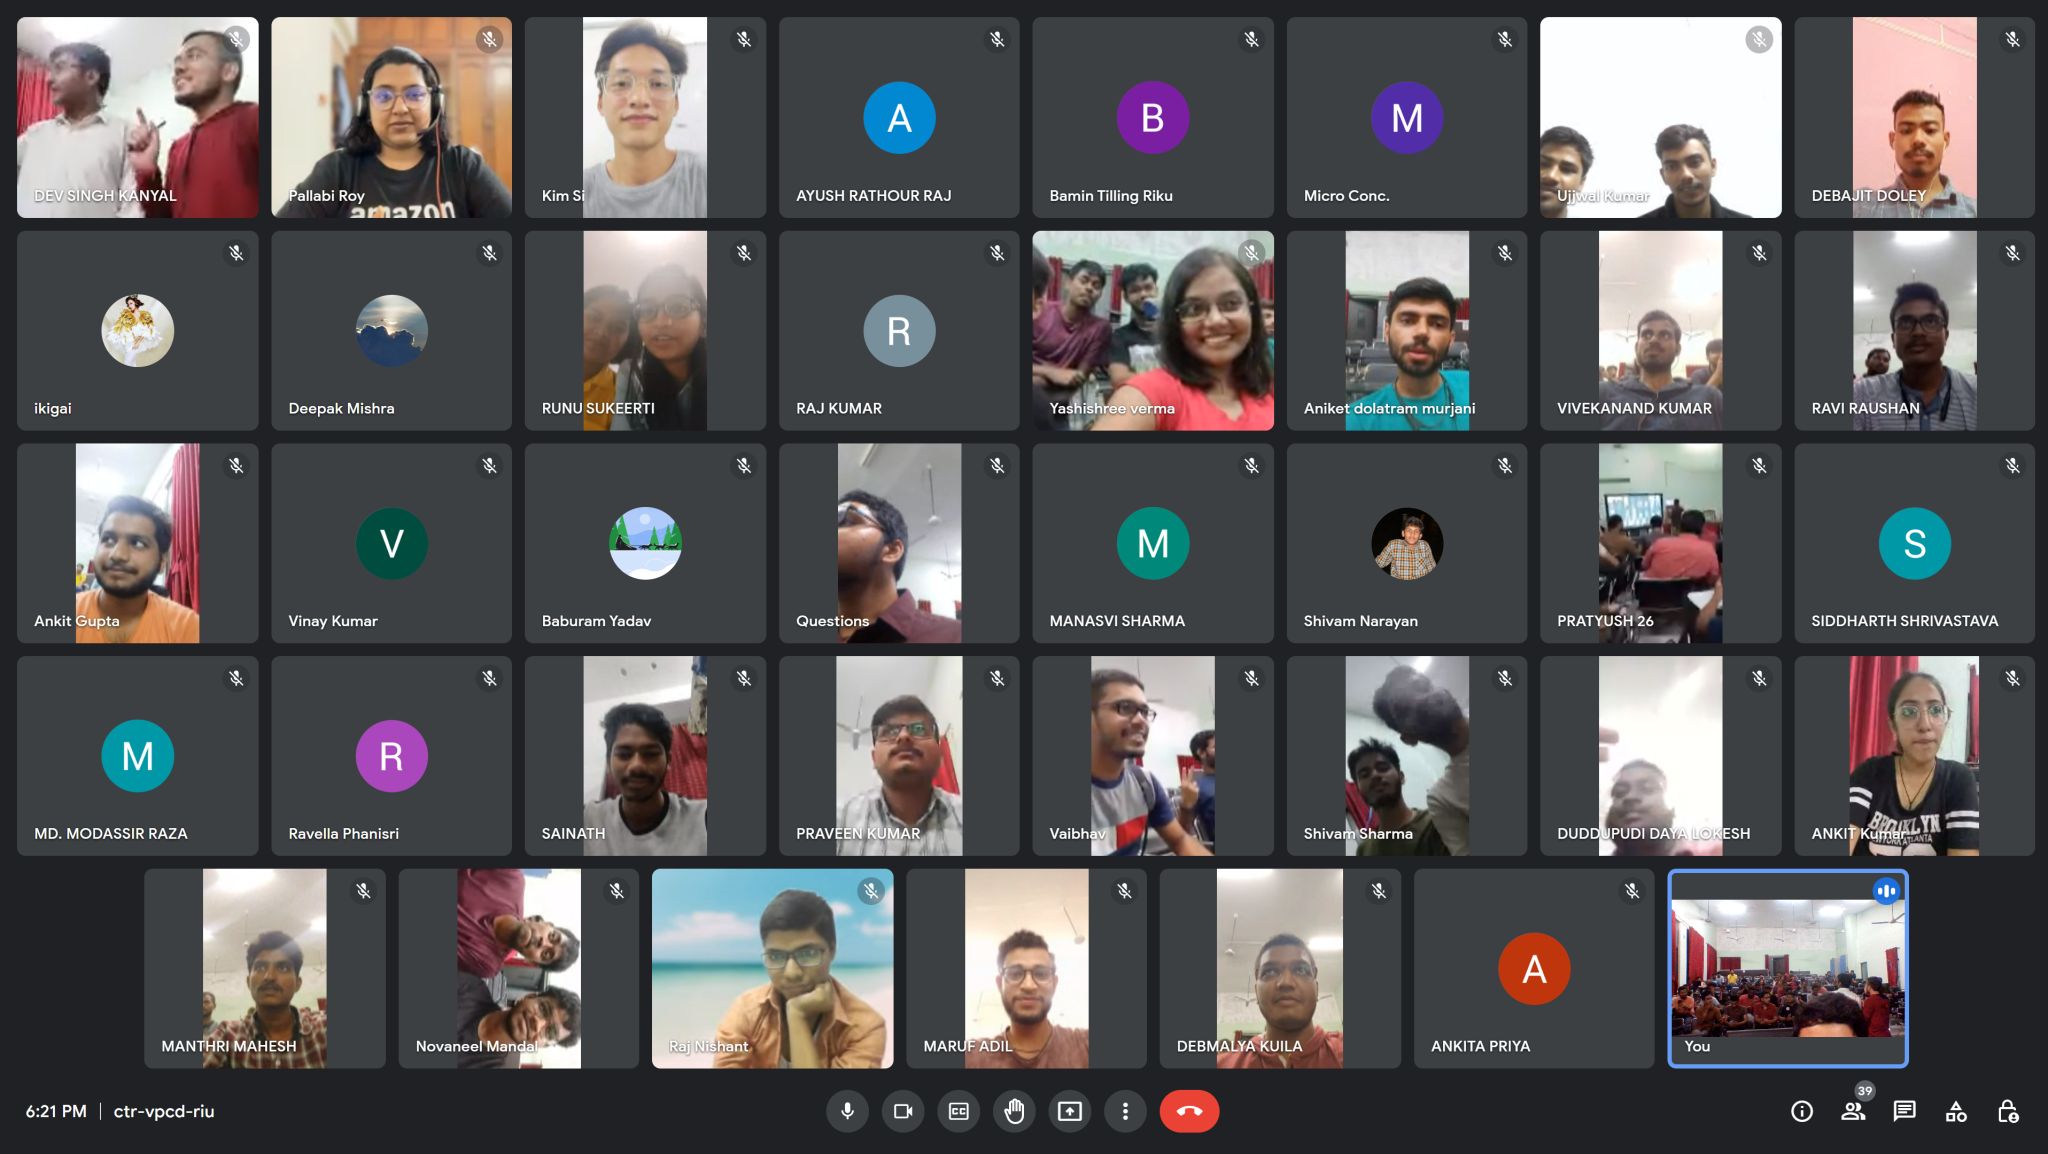 DEV SINGH KANYAL
Pallabi Roy
amazon
Kim Si
A
AYUSH RATHOUR RAJ
B
Bamin Tilling Riku
M
Micro Conc.
Ujjwal Kumar
DEBAJIT DOLEY
ikigai
Deepak Mishra
RUNU SUKEERTI
R
RAJ KUMAR
Yashishree verma
Aniket dolatram murjani
VIVEKANAND KUMAR
RAVI RAUSHAN
Ankit Gupta
V
Vinay Kumar
Baburam Yadav
Questions
M
MANASVI SHARMA
Shivam Narayan
PRATYUSH 26
S
SIDDHARTH SHRIVASTAVA
M
MD. MODASSIR RAZA
R
Ravella Phanisri
SAINATH
PRAVEEN KUMAR
Vaibhav
Shivam Sharma
DUDDUPUDI DAYA LOKESH
BROOKLYN
ANKIT Kumar
MANTHRI MAHESH
Novaneel Mandal
Raj Nishant
MARUF ADIL
DEBMALYA KUILA
A
ANKITA PRIYA
You
6:21 PM | ctr-vpcd-riu
CC
39